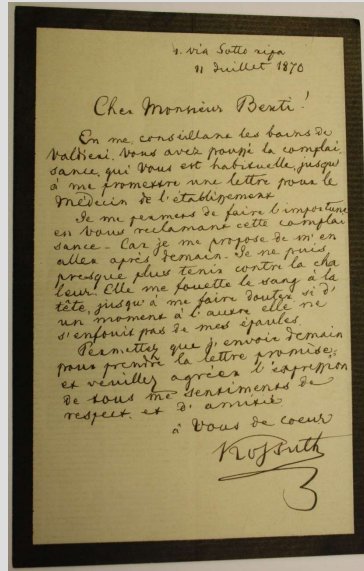 1. via Sotto ripa
11 Juillet 1870
Cher Monsieur Berti!
En me conseillant les bains de
Valdieri, vous avez poussé la complai
sance, qui vous est habituelle, jusqu'
à me promettre une lettre pour le
Médecin de l'établissement
Je me permets de faire l'importune
en vous reclamant cette complai
sance - Car je me propose de m'en
aller après demain. Je ne puis
presque plus tenir contre la cha
leur. Elle me fouette le sang à la
tête, jusqu'à me faire douter si d'
un moment à l'autre elle ne
s'enfouit pas de mes épaules.
Permettez que j'envoie demain
pour prendre la lettre promise,
et veuillez agréer l'expression
de tous me sentiments de
respect et d'amitié
à Vous de coeur
Kossuth